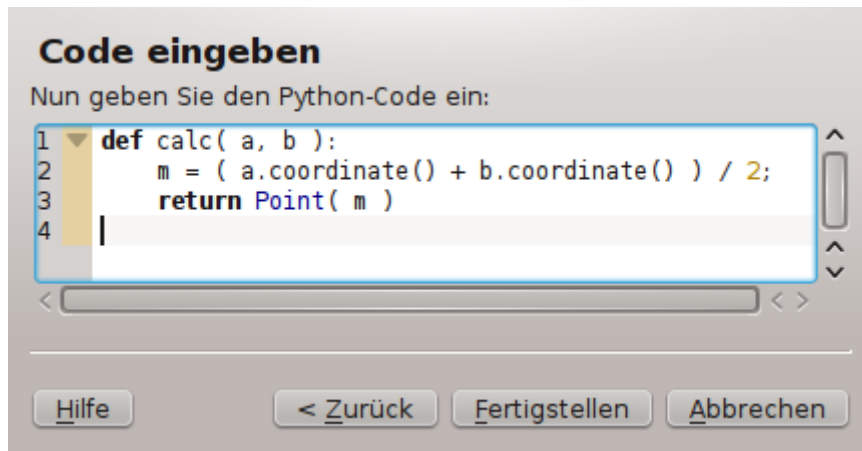 Code eingeben
Nun geben Sie den Python-Code ein:
1 def calc( a, b ):
2     m = ( a.coordinate() + b.coordinate() ) / 2;
3     return Point( m )
4
Hilfe < Zurück Fertigstellen Abbrechen